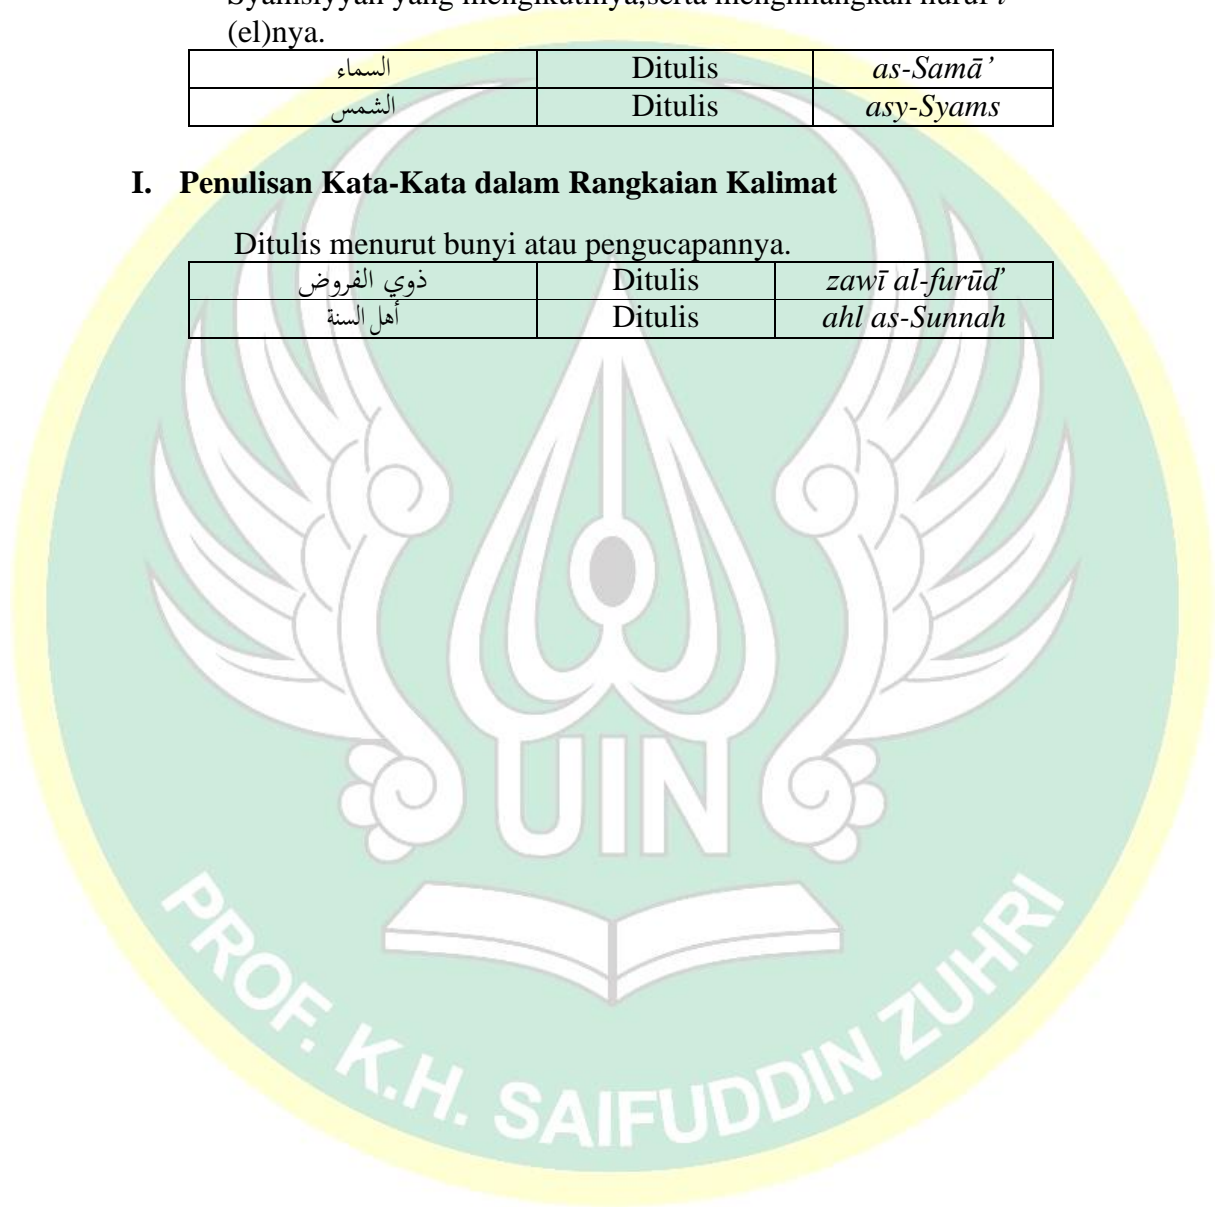 Syamsiyyah yang mengikutinya,serta menghilangkan huruf l
(el)nya.
السماء Ditulis as-Samā’
الشمس Ditulis asy-Syams
I. Penulisan Kata-Kata dalam Rangkaian Kalimat
Ditulis menurut bunyi atau pengucapannya.
ذوي الفروض Ditulis zawī al-furūd’
أهل السنة Ditulis ahl as-Sunnah
UIN
PROF. K.H. SAIFUDDIN ZUHRI